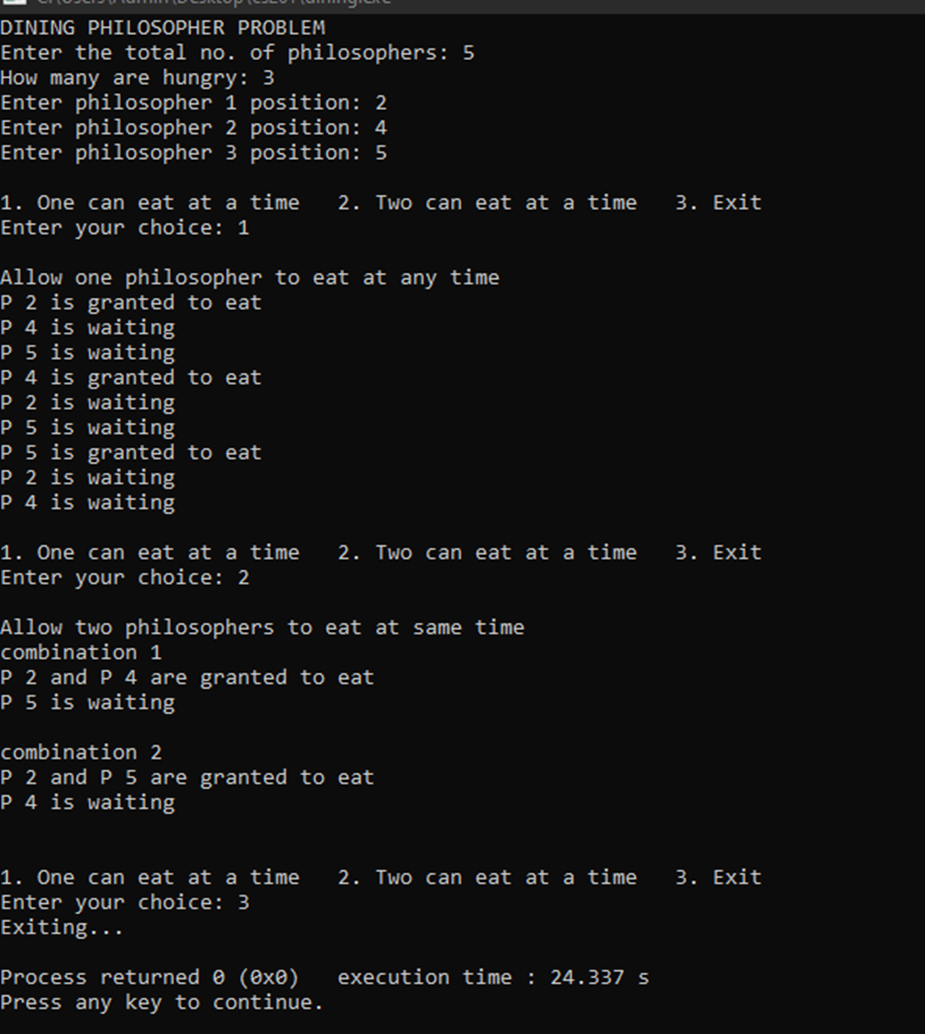 DINING PHILOSOPHER PROBLEM
Enter the total no. of philosophers: 5
How many are hungry: 3
Enter philosopher 1 position: 2
Enter philosopher 2 position: 4
Enter philosopher 3 position: 5
1. One can eat at a time   2. Two can eat at a time   3. Exit
Enter your choice: 1
Allow one philosopher to eat at any time
P 2 is granted to eat
P 4 is waiting
P 5 is waiting
P 4 is granted to eat
P 2 is waiting
P 5 is waiting
P 5 is granted to eat
P 2 is waiting
P 4 is waiting
1. One can eat at a time   2. Two can eat at a time   3. Exit
Enter your choice: 2
Allow two philosophers to eat at same time
combination 1
P 2 and P 4 are granted to eat
P 5 is waiting
combination 2
P 2 and P 5 are granted to eat
P 4 is waiting
1. One can eat at a time   2. Two can eat at a time   3. Exit
Enter your choice: 3
Exiting...
Process returned 0 (0x0)   execution time : 24.337 s
Press any key to continue.